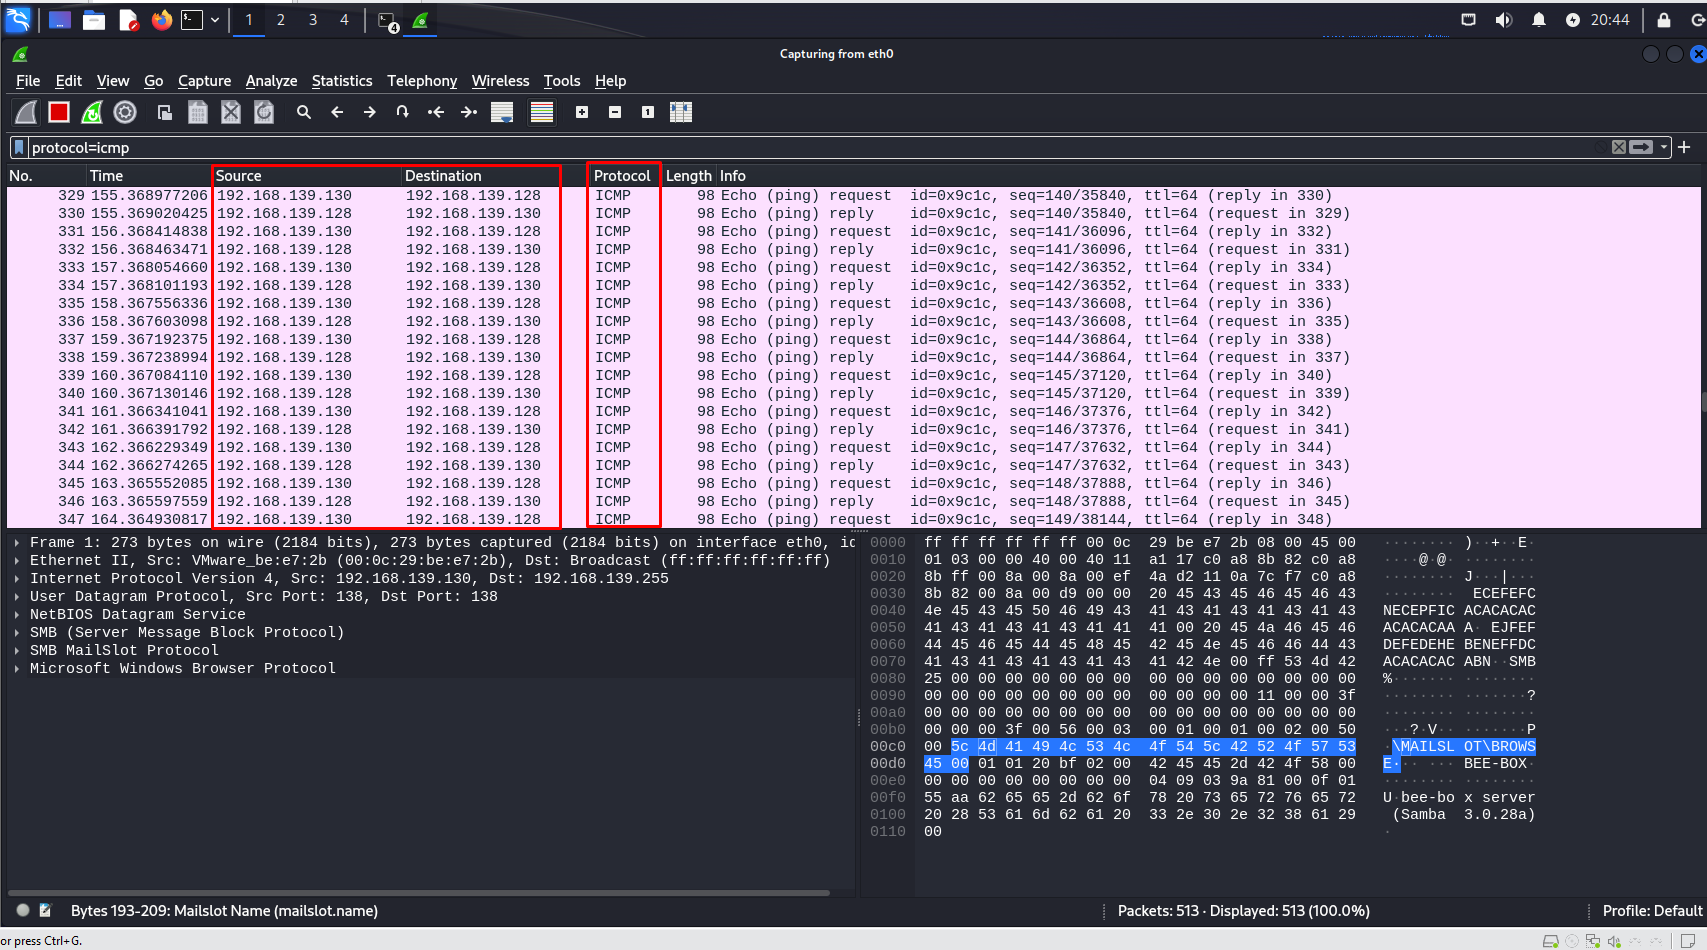 1 2 3 4 4 20:44
Capturing from eth0
File Edit View Go Capture Analyze Statistics Telephony Wireless Tools Help
protocol=icmp
No. Time Source Destination Protocol Length Info
329 155.368977206 192.168.139.130 192.168.139.128 ICMP 98 Echo (ping) request id=0x9c1c, seq=140/35840, ttl=64 (reply in 330)
330 155.369020425 192.168.139.128 192.168.139.130 ICMP 98 Echo (ping) reply id=0x9c1c, seq=140/35840, ttl=64 (request in 329)
331 156.368414838 192.168.139.130 192.168.139.128 ICMP 98 Echo (ping) request id=0x9c1c, seq=141/36096, ttl=64 (reply in 332)
332 156.368463471 192.168.139.128 192.168.139.130 ICMP 98 Echo (ping) reply id=0x9c1c, seq=141/36096, ttl=64 (request in 331)
333 157.368054660 192.168.139.130 192.168.139.128 ICMP 98 Echo (ping) request id=0x9c1c, seq=142/36352, ttl=64 (reply in 334)
334 157.368101193 192.168.139.128 192.168.139.130 ICMP 98 Echo (ping) reply id=0x9c1c, seq=142/36352, ttl=64 (request in 333)
335 158.367556336 192.168.139.130 192.168.139.128 ICMP 98 Echo (ping) request id=0x9c1c, seq=143/36608, ttl=64 (reply in 336)
336 158.367603098 192.168.139.128 192.168.139.130 ICMP 98 Echo (ping) reply id=0x9c1c, seq=143/36608, ttl=64 (request in 335)
337 159.367192375 192.168.139.130 192.168.139.128 ICMP 98 Echo (ping) request id=0x9c1c, seq=144/36864, ttl=64 (reply in 338)
338 159.367238994 192.168.139.128 192.168.139.130 ICMP 98 Echo (ping) reply id=0x9c1c, seq=144/36864, ttl=64 (request in 337)
339 160.367084110 192.168.139.130 192.168.139.128 ICMP 98 Echo (ping) request id=0x9c1c, seq=145/37120, ttl=64 (reply in 340)
340 160.367130146 192.168.139.128 192.168.139.130 ICMP 98 Echo (ping) reply id=0x9c1c, seq=145/37120, ttl=64 (request in 339)
341 161.366341041 192.168.139.130 192.168.139.128 ICMP 98 Echo (ping) request id=0x9c1c, seq=146/37376, ttl=64 (reply in 342)
342 161.366391792 192.168.139.128 192.168.139.130 ICMP 98 Echo (ping) reply id=0x9c1c, seq=146/37376, ttl=64 (request in 341)
343 162.366229349 192.168.139.130 192.168.139.128 ICMP 98 Echo (ping) request id=0x9c1c, seq=147/37632, ttl=64 (reply in 344)
344 162.366274265 192.168.139.128 192.168.139.130 ICMP 98 Echo (ping) reply id=0x9c1c, seq=147/37632, ttl=64 (request in 343)
345 163.365552085 192.168.139.130 192.168.139.128 ICMP 98 Echo (ping) request id=0x9c1c, seq=148/37888, ttl=64 (reply in 346)
346 163.365597559 192.168.139.128 192.168.139.130 ICMP 98 Echo (ping) reply id=0x9c1c, seq=148/37888, ttl=64 (request in 345)
347 164.364930817 192.168.139.130 192.168.139.128 ICMP 98 Echo (ping) request id=0x9c1c, seq=149/38144, ttl=64 (reply in 348)
Frame 1: 273 bytes on wire (2184 bits), 273 bytes captured (2184 bits) on interface eth0, id
Ethernet II, Src: VMware_be:e7:2b (00:0c:29:be:e7:2b), Dst: Broadcast (ff:ff:ff:ff:ff:ff)
Internet Protocol Version 4, Src: 192.168.139.130, Dst: 192.168.139.255
User Datagram Protocol, Src Port: 138, Dst Port: 138
NetBIOS Datagram Service
SMB (Server Message Block Protocol)
SMB MailSlot Protocol
Microsoft Windows Browser Protocol
0000 ff ff ff ff ff ff 00 0c 29 be e7 2b 08 00 45 00 ········ )··+··E·
0010 01 03 00 00 40 00 40 11 a1 17 c0 a8 8b 82 c0 a8 ····@·@· ········
0020 8b ff 00 8a 00 8a 00 ef 4a d2 11 0a 7c f7 c0 a8 ········ J···|···
0030 8b 82 00 8a 00 d9 00 00 20 45 43 45 46 45 46 43 ········ ECEFEFC
0040 4e 45 43 45 50 46 49 43 41 43 41 43 41 43 41 43 NECEPFIC ACACACAC
0050 41 43 41 43 41 43 41 41 41 00 20 45 4a 46 45 46 ACACACAA A· EJFEF
0060 44 45 46 45 44 45 48 45 42 45 4e 45 46 46 44 43 DEFEDEHE BENEFFDC
0070 41 43 41 43 41 43 41 43 41 42 4e 00 ff 53 4d 42 ACACACAC ABN··SMB
0080 25 00 00 00 00 00 00 00 00 00 00 00 00 00 00 00 %······· ········
0090 00 00 00 00 00 00 00 00 00 00 00 00 11 00 00 3f ········ ·······?
00a0 00 00 00 00 00 00 00 00 00 00 00 00 00 00 00 00 ········ ········
00b0 00 00 00 3f 00 56 00 03 00 01 00 01 00 02 00 50 ···?·V·· ·······P
00c0 00 5c 4d 41 49 4c 53 4c 4f 54 5c 42 52 4f 57 53 ·\MAILSL OT\BROWS
00d0 45 00 01 01 20 bf 02 00 42 45 45 2d 42 4f 58 00 E··· ··· BEE-BOX·
00e0 00 00 00 00 00 00 00 00 04 09 03 9a 81 00 0f 01 ········ ········
00f0 55 aa 62 65 65 2d 62 6f 78 20 73 65 72 76 65 72 U·bee-bo x server
0100 20 28 53 61 6d 62 61 20 33 2e 30 2e 32 38 61 29 (Samba 3.0.28a)
0110 00 ·
Bytes 193-209: Mailslot Name (mailslot.name) Packets: 513 · Displayed: 513 (100.0%) Profile: Default
or press Ctrl+G.